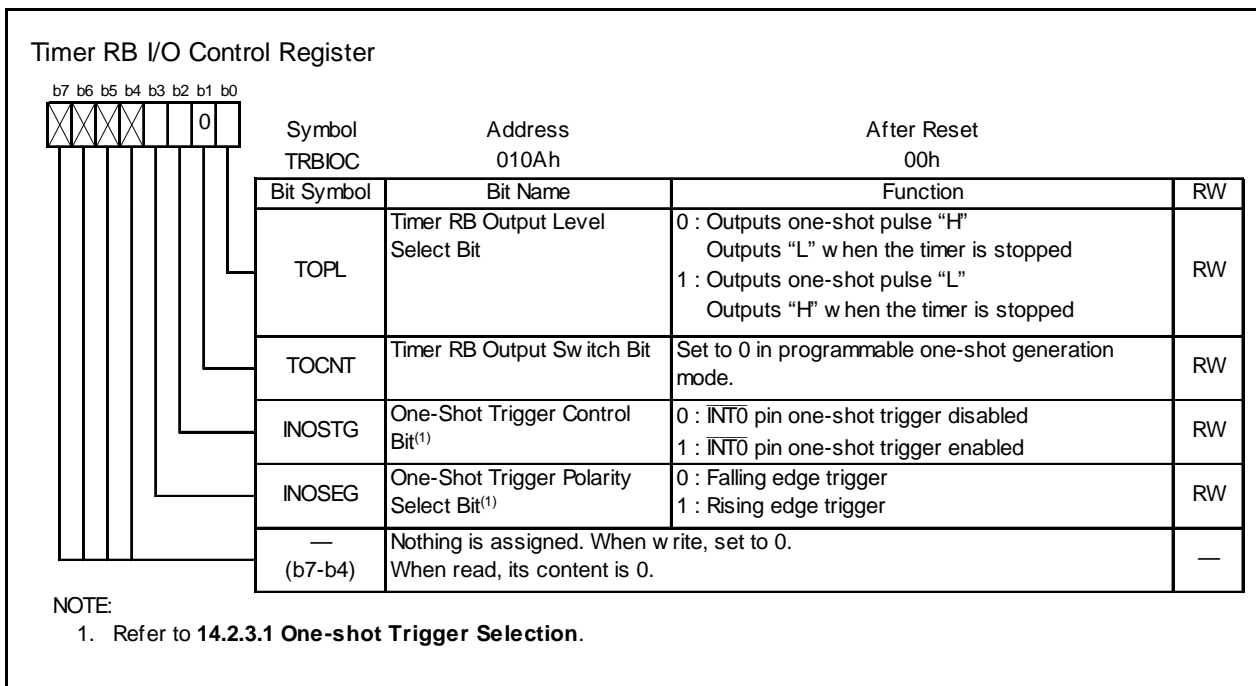 Timer RB I/O Control Register
b7 b6 b5 b4 b3 b2 b1 b0
0
Symbol Address After Reset
TRBIOC 010Ah 00h
Bit Symbol Bit Name Function RW
TOPL
Timer RB Output Level
Select Bit
0 : Outputs one-shot pulse “H”
Outputs “L” when the timer is stopped
1 : Outputs one-shot pulse “L”
Outputs “H” when the timer is stopped
RW
TOCNT
Timer RB Output Switch Bit
Set to 0 in programmable one-shot generation
mode.
RW
INOSTG
One-Shot Trigger Control
Bit(1)
0 : INT0 pin one-shot trigger disabled
1 : INT0 pin one-shot trigger enabled
RW
INOSEG
One-Shot Trigger Polarity
Select Bit(1)
0 : Falling edge trigger
1 : Rising edge trigger
RW
—
(b7-b4)
Nothing is assigned. When write, set to 0.
When read, its content is 0.
—
NOTE:
1. Refer to 14.2.3.1 One-shot Trigger Selection.